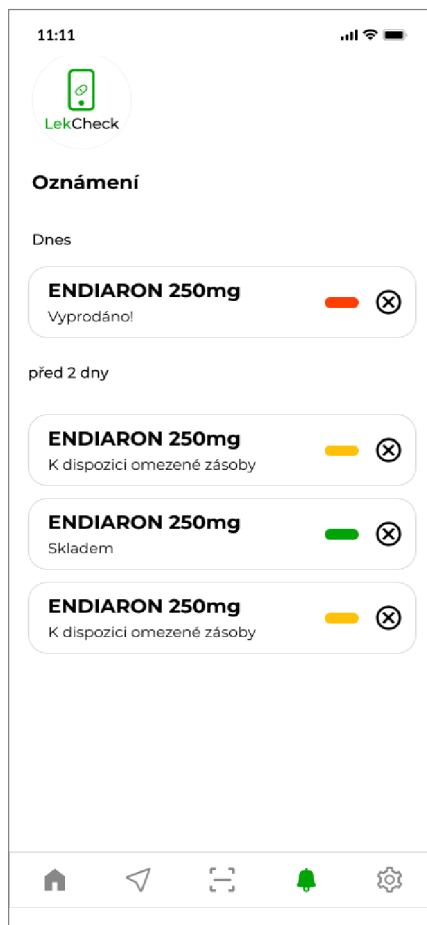 11:11
LekCheck
Oznámení
Dnes
ENDIARON 250mg
Vyprodáno!
před 2 dny
ENDIARON 250mg
K dispozici omezené zásoby
ENDIARON 250mg
Skladem
ENDIARON 250mg
K dispozici omezené zásoby